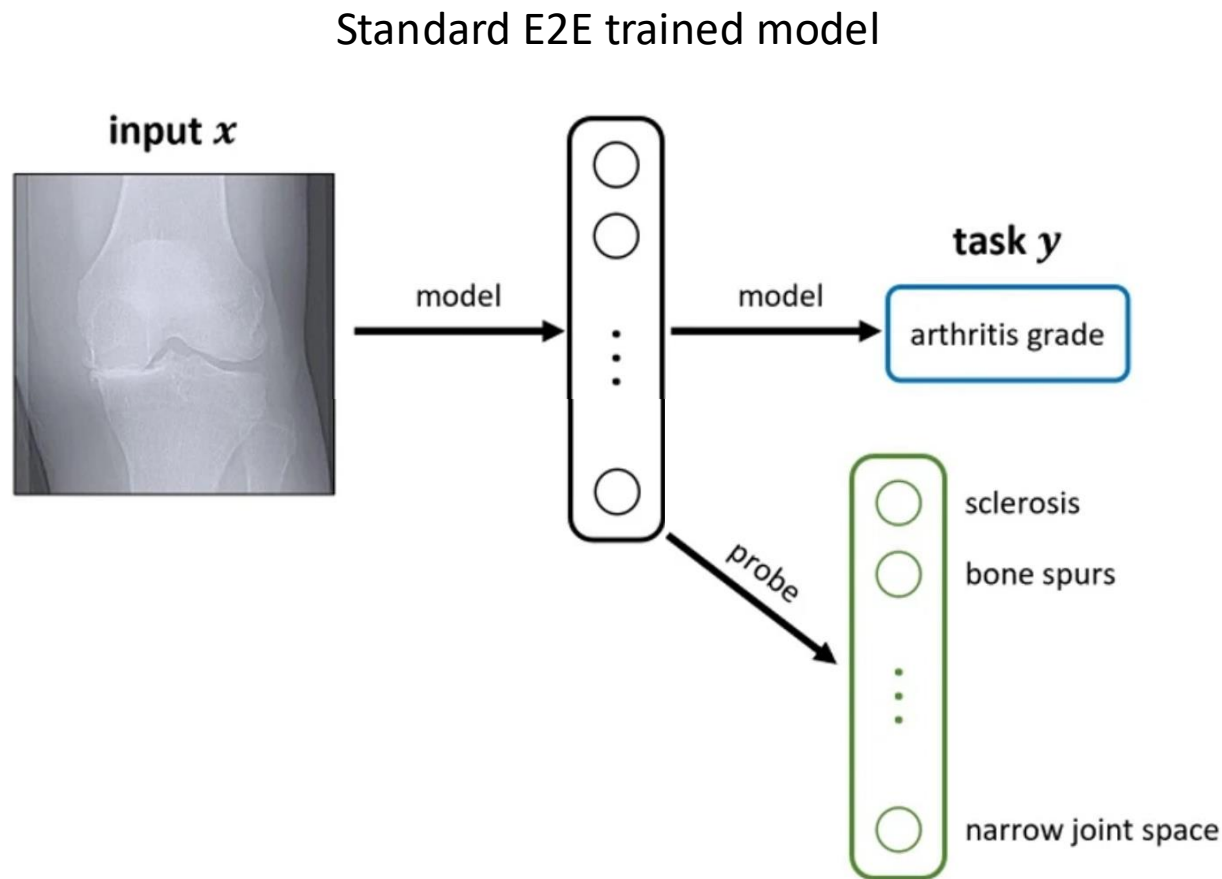 Standard E2E trained model
input x
model
model
task y
arthritis grade
probe
sclerosis
bone spurs
narrow joint space